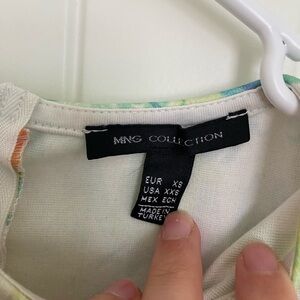 MNG COLLECTION
EUR XS
USA XXS
MEX ECH
MADE IN
TURKEY